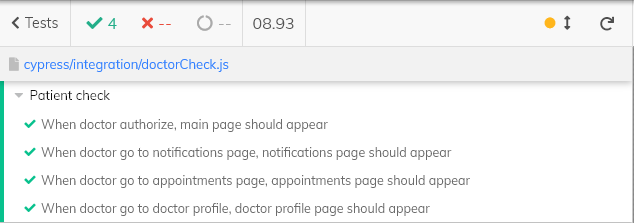 Tests 4 -- -- 08.93
cypress/integration/doctorCheck.js
Patient check
When doctor authorize, main page should appear
When doctor go to notifications page, notifications page should appear
When doctor go to appointments page, appointments page should appear
When doctor go to doctor profile, doctor profile page should appear